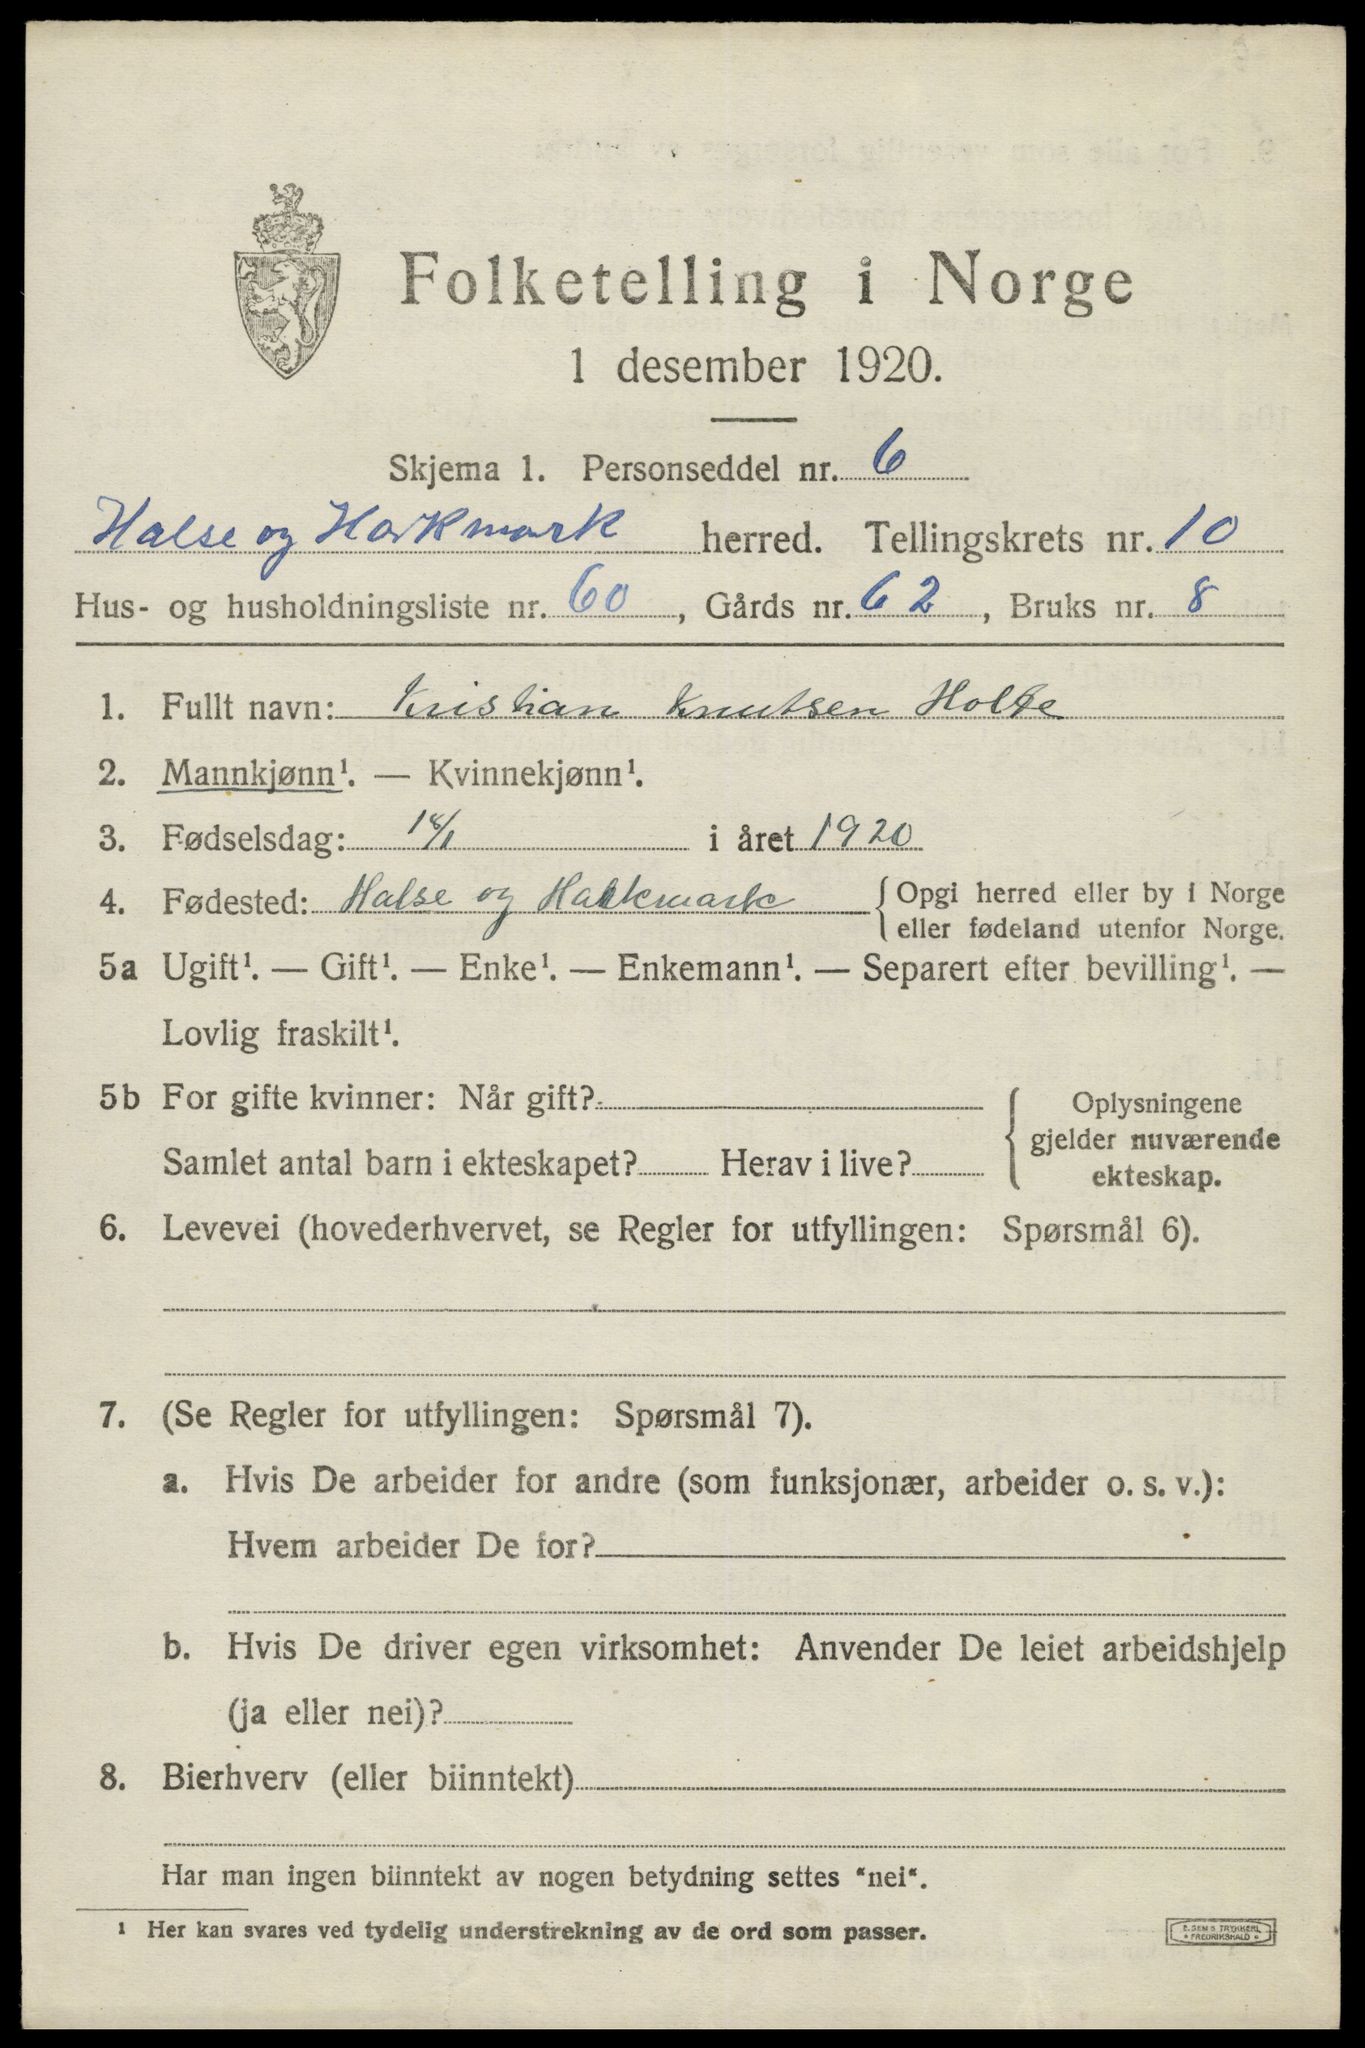 Folketelling i Norge
1 desember 1920.
Skjema 1. Personseddel nr. 6
Halse og Harkmark herred. Tellingskrets nr. 10
Hus- og husholdningsliste nr. 60, Gårds nr. 62, Bruks nr. 8
1. Fullt navn: Kristian Knutsen Holte
2. Mannkjønn¹. — Kvinnekjønn¹.
3. Fødselsdag: 18/1 i året 1920
4. Fødested: Halse og Harkmark {Opgi herred eller by i Norge
eller fødeland utenfor Norge.
5a Ugift¹. — Gift¹. — Enke¹. — Enkemann¹. — Separert efter bevilling¹. —
Lovlig fraskilt¹.
5b For gifte kvinner: Når gift?
Samlet antal barn i ekteskapet? Herav i live?
Oplysningene
gjelder nuværende
ekteskap.
6. Levevei (hovederhvervet, se Regler for utfyllingen: Spørsmål 6).
7. (Se Regler for utfyllingen: Spørsmål 7).
a. Hvis De arbeider for andre (som funksjonær, arbeider o. s. v.):
Hvem arbeider De for?
b. Hvis De driver egen virksomhet: Anvender De leiet arbeidshjelp
(ja eller nei)?
8. Bierhverv (eller biinntekt)
Har man ingen biinntekt av nogen betydning settes "nei".
¹ Her kan svares ved tydelig understrekning av de ord som passer.
TRYKKERI
FREDRIKSHALD